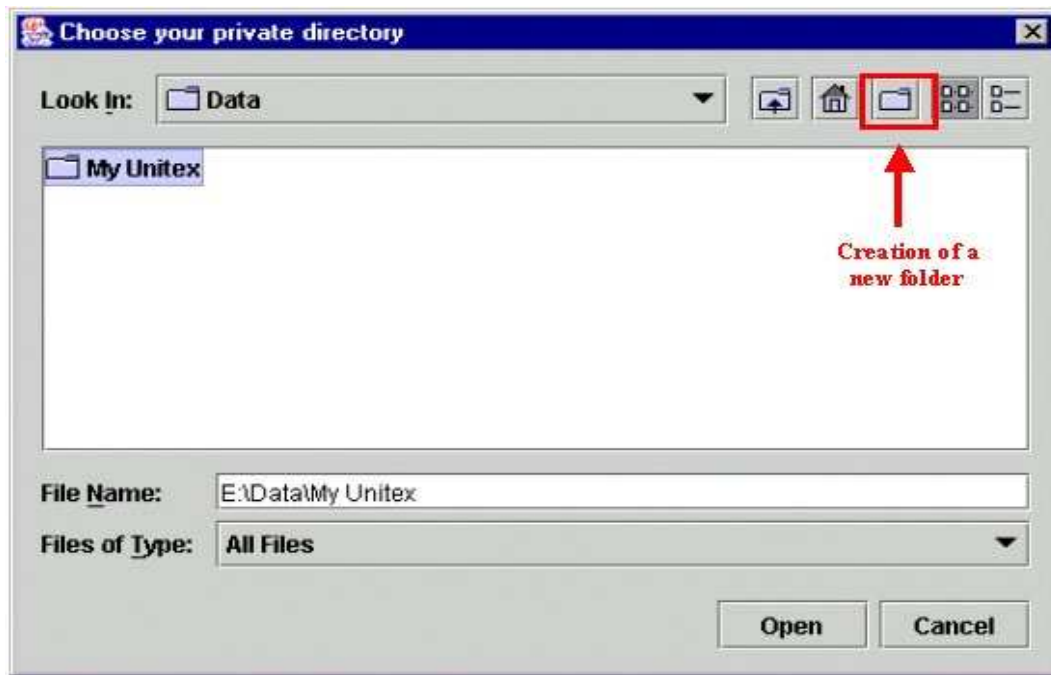 Choose your private directory
Look In: Data
My Unitex
Creation of a
new folder
File Name: E:\Data\My Unitex
Files of Type: All Files
Open Cancel